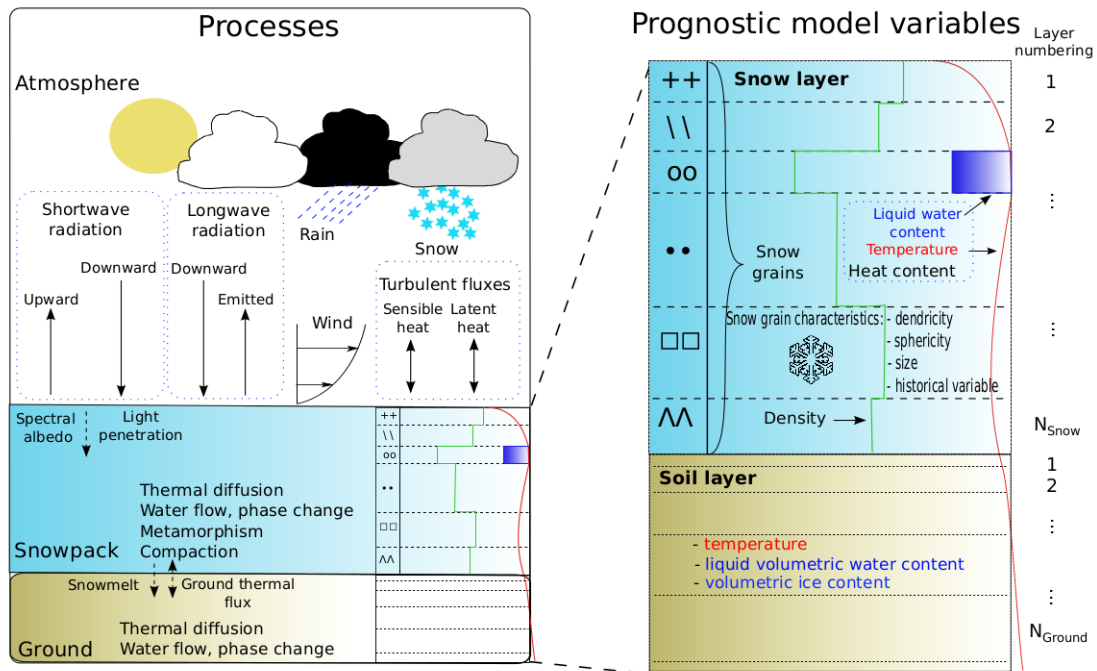 Processes
Atmosphere
Shortwave
radiation
Longwave
radiation
Rain
Snow
Downward
Downward
Upward
Emitted
Wind
Turbulent fluxes
Sensible
heat
Latent
heat
Spectral
albedo
Light
penetration
Thermal diffusion
Water flow, phase change
Metamorphism
Compaction
Snowpack
++
\\
oo
••
□□
ΛΛ
Snowmelt
Ground thermal
flux
Thermal diffusion
Water flow, phase change
Ground
Prognostic model variables
Layer
numbering
++
Snow layer
1
\\
2
oo
⋮
Liquid water
content
Temperature
Heat content
••
Snow
grains
Snow grain characteristics:
- dendricity
- sphericity
- size
- historical variable
⋮
□□
ΛΛ
Density
NSnow
Soil layer
1
2
⋮
- temperature
- liquid volumetric water content
- volumetric ice content
⋮
NGround